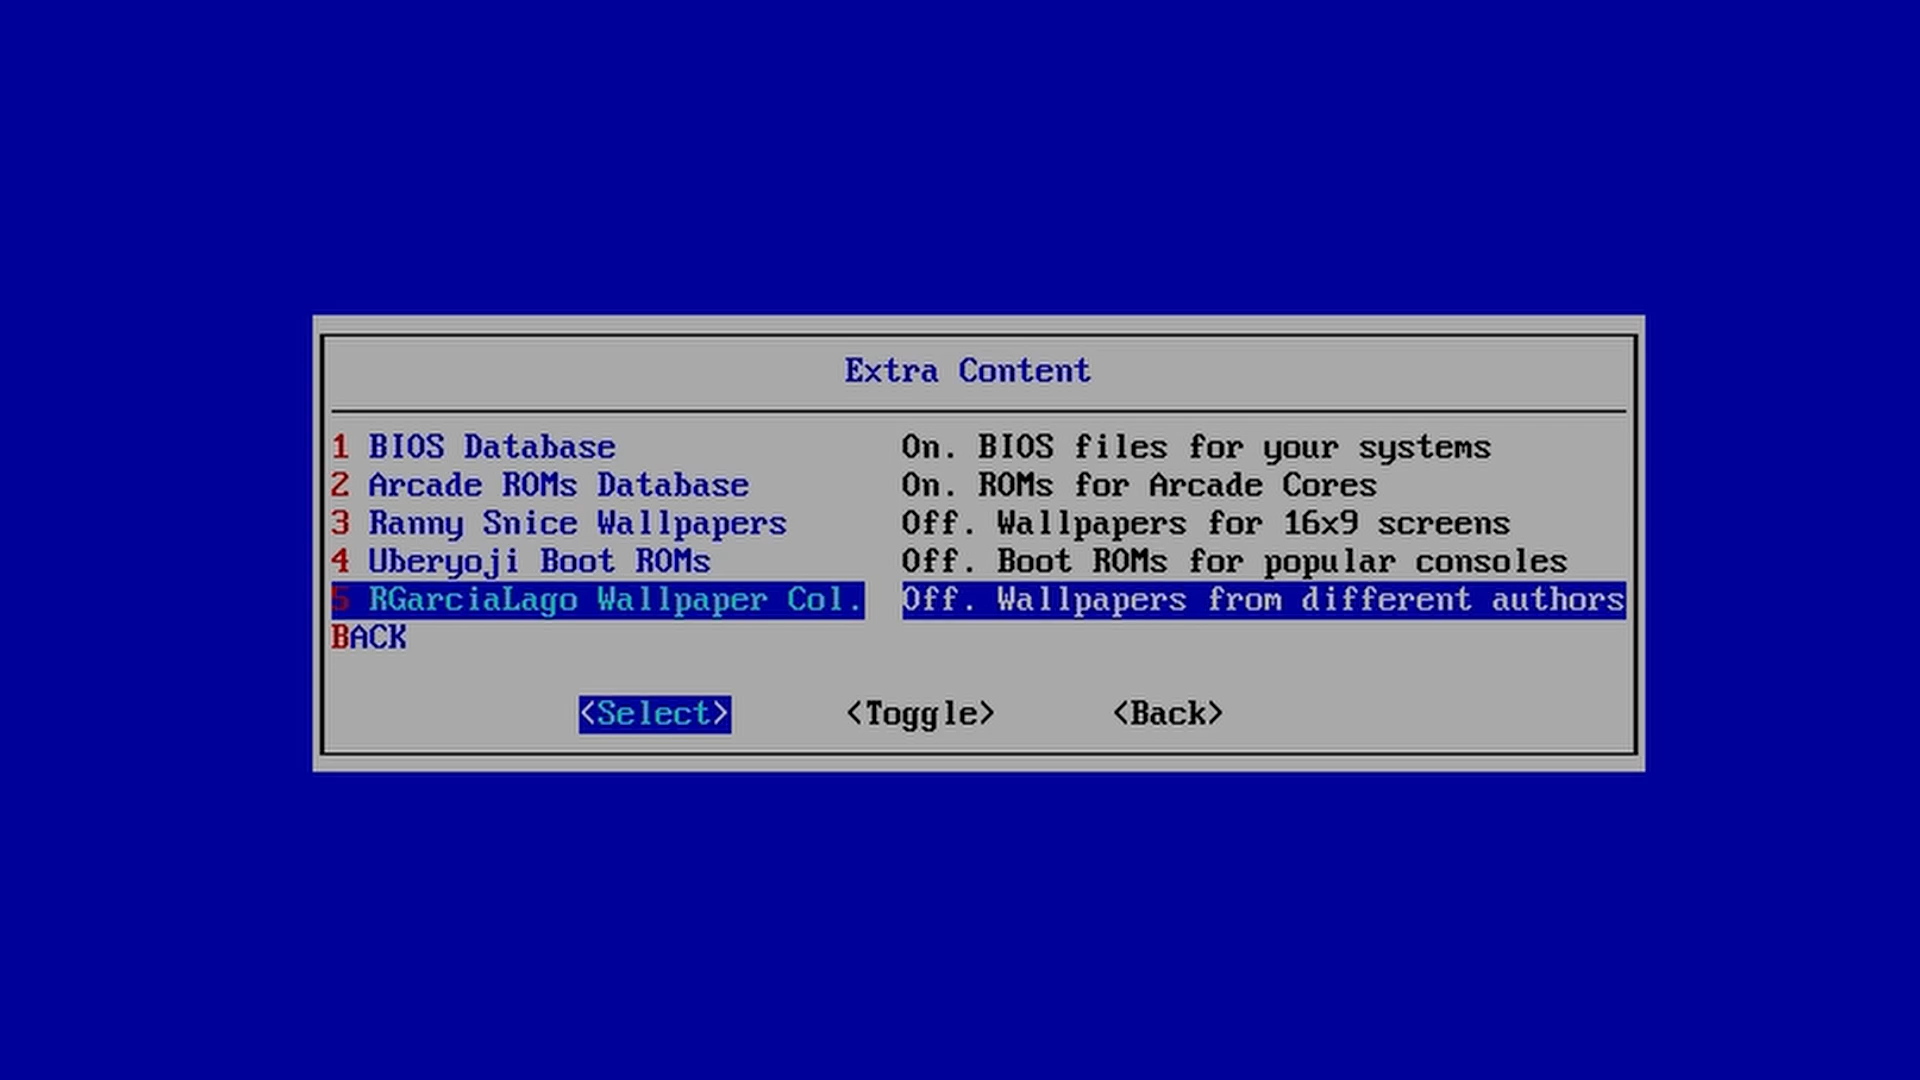 Extra Content
1 BIOS Database On. BIOS files for your systems
2 Arcade ROMs Database On. ROMs for Arcade Cores
3 Ranny Snice Wallpapers Off. Wallpapers for 16x9 screens
4 Uberyoji Boot ROMs Off. Boot ROMs for popular consoles
5 RGarciaLago Wallpaper Col. Off. Wallpapers from different authors
BACK
<Select> <Toggle> <Back>